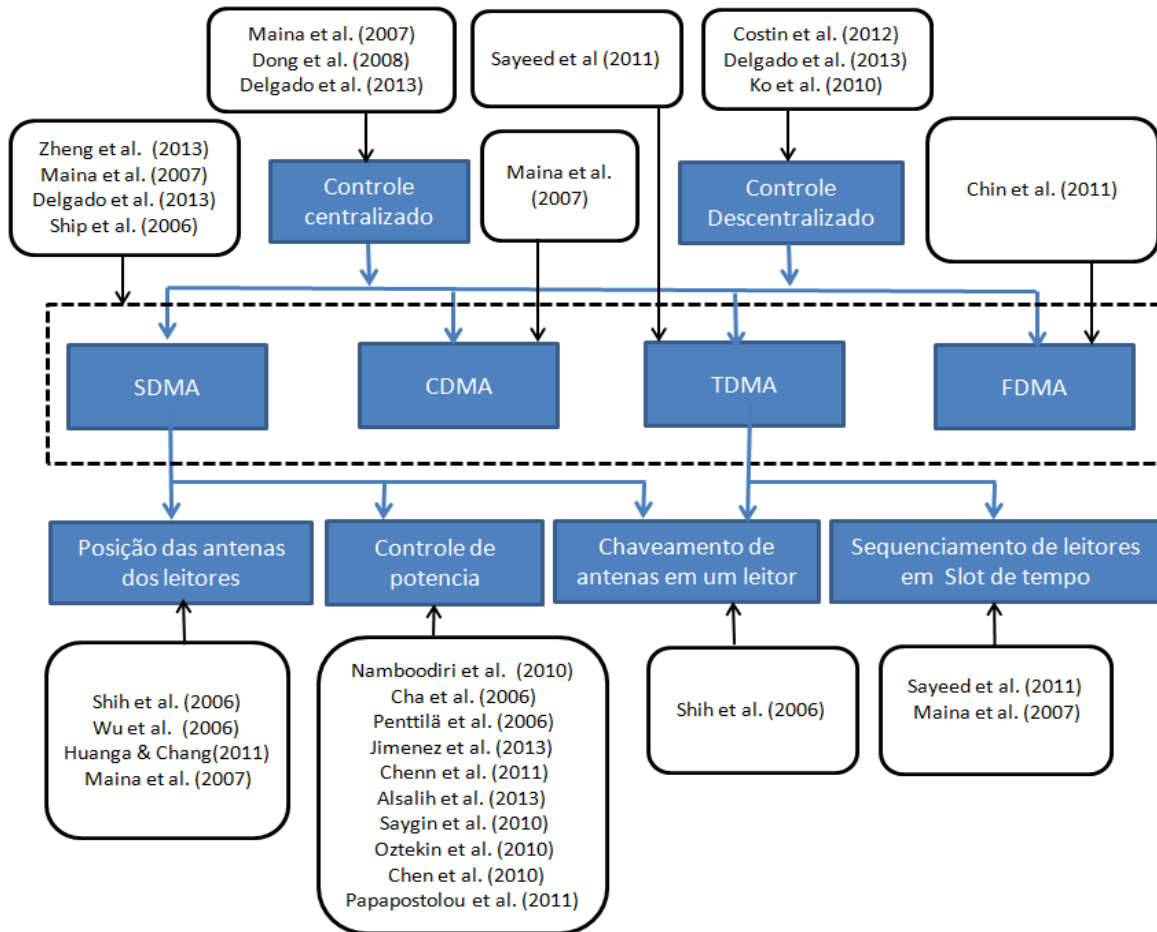 Maina et al. (2007)
Dong et al. (2008)
Delgado et al. (2013)
Sayeed et al (2011)
Costin et al. (2012)
Delgado et al. (2013)
Ko et al. (2010)
Zheng et al. (2013)
Maina et al. (2007)
Delgado et al. (2013)
Ship et al. (2006)
Controle
centralizado
Maina et al.
(2007)
Controle
Descentralizado
Chin et al. (2011)
SDMA
CDMA
TDMA
FDMA
Posição das antenas
dos leitores
Controle de
potencia
Chaveamento de
antenas em um leitor
Sequenciamento de leitores
em Slot de tempo
Shih et al. (2006)
Wu et al. (2006)
Huanga & Chang(2011)
Maina et al. (2007)
Namboodiri et al. (2010)
Cha et al. (2006)
Penttilä et al. (2006)
Jimenez et al. (2013)
Chenn et al. (2011)
Alsalih et al. (2013)
Saygin et al. (2010)
Oztekin et al. (2010)
Chen et al. (2010)
Papapostolou et al. (2011)
Shih et al. (2006)
Sayeed et al. (2011)
Maina et al. (2007)